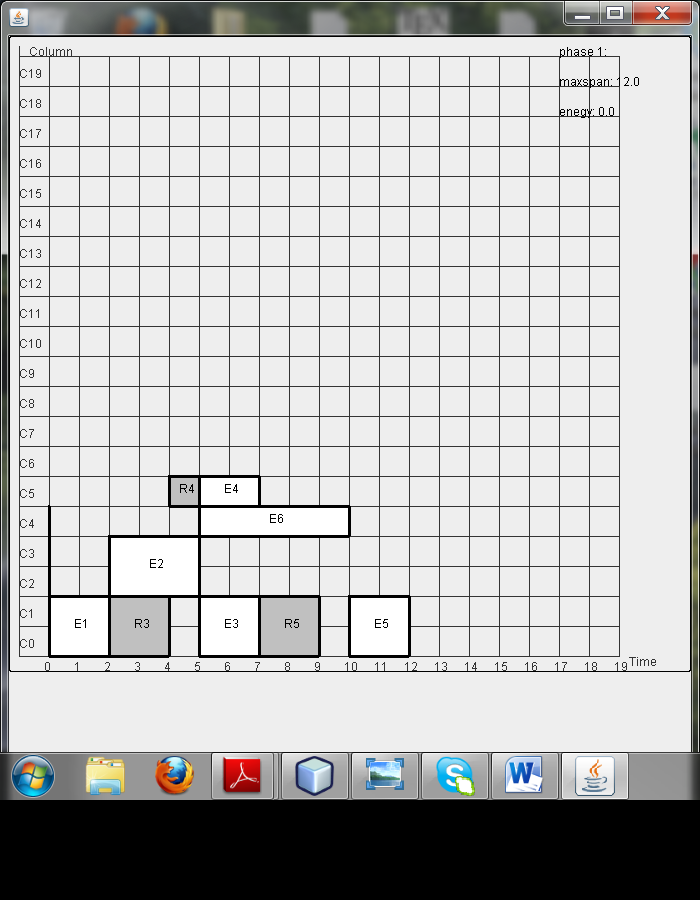 Column
phase 1:
C19
maxspan: 12.0
C18
enegy: 0.0
C17
C16
C15
C14
C13
C12
C11
C10
C9
C8
C7
C6
C5 R4 E4
C4 E6
C3
E2
C2
C1
E1 R3 E3 R5 E5
C0
0 1 2 3 4 5 6 7 8 9 10 11 12 13 14 15 16 17 18 19 Time